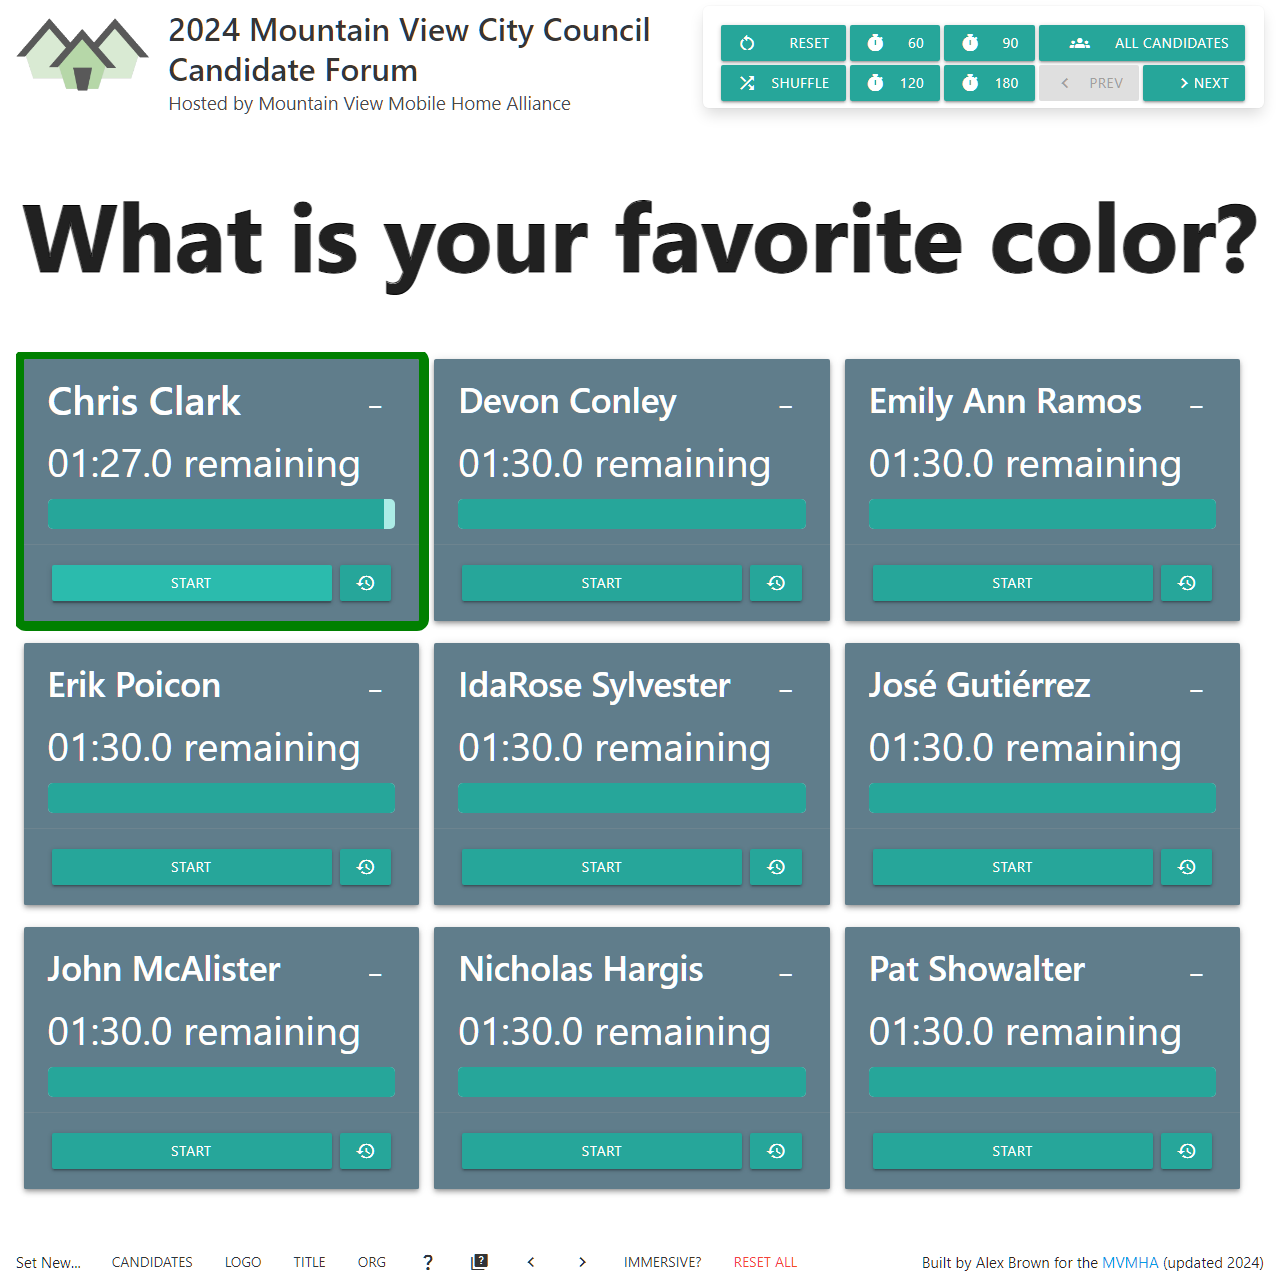 2024 Mountain View City Council
Candidate Forum
Hosted by Mountain View Mobile Home Alliance
RESET 60 90 ALL CANDIDATES
SHUFFLE 120 180 PREV NEXT
What is your favorite color?
Chris Clark
01:27.0 remaining
START
Devon Conley
01:30.0 remaining
START
Emily Ann Ramos
01:30.0 remaining
START
Erik Poicon
01:30.0 remaining
START
IdaRose Sylvester
01:30.0 remaining
START
José Gutiérrez
01:30.0 remaining
START
John McAlister
01:30.0 remaining
START
Nicholas Hargis
01:30.0 remaining
START
Pat Showalter
01:30.0 remaining
START
Set New... CANDIDATES LOGO TITLE ORG ? ? IMMERSIVE? RESET ALL Built by Alex Brown for the MVMHA (updated 2024)